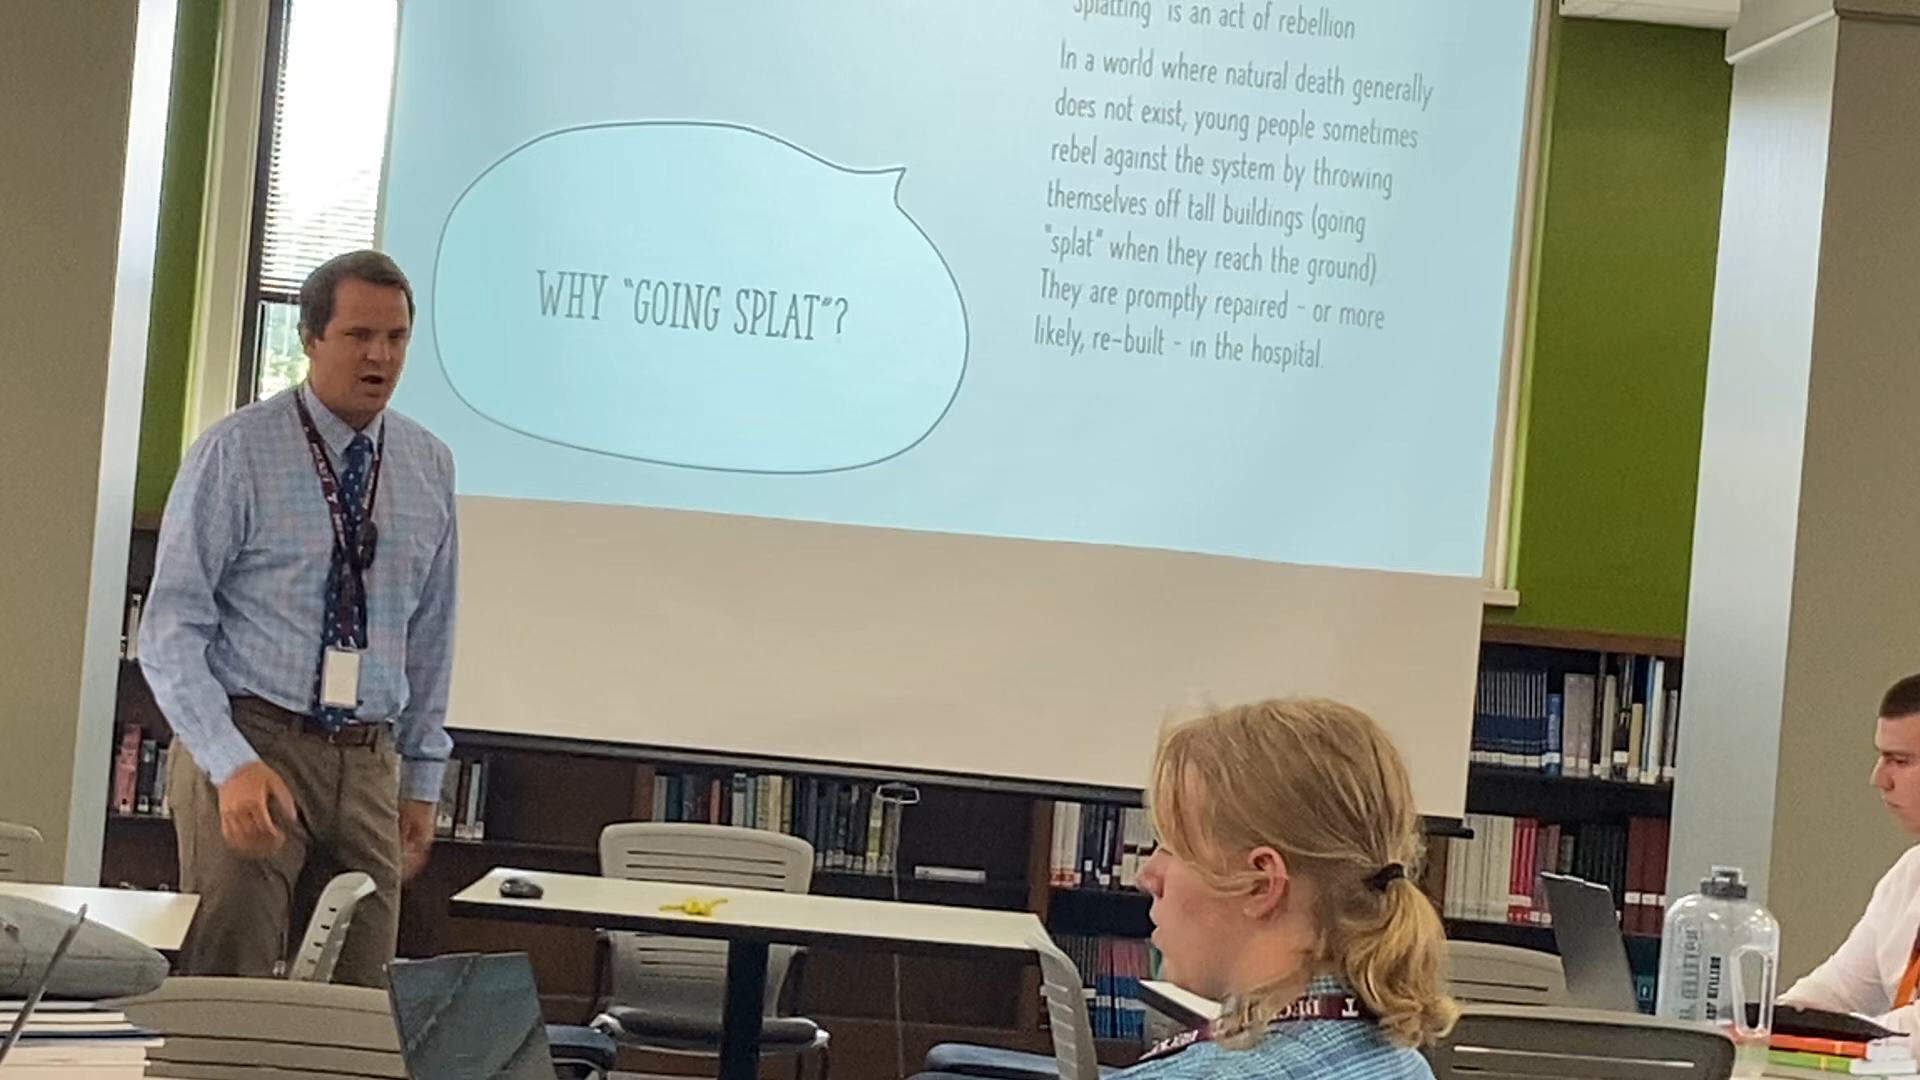 WHY "GOING SPLAT"?
"Splatting" is an act of rebellion
In a world where natural death generally
does not exist, young people sometimes
rebel against the system by throwing
themselves off tall buildings (going
"splat" when they reach the ground)
They are promptly repaired - or more
likely, re-built - in the hospital.